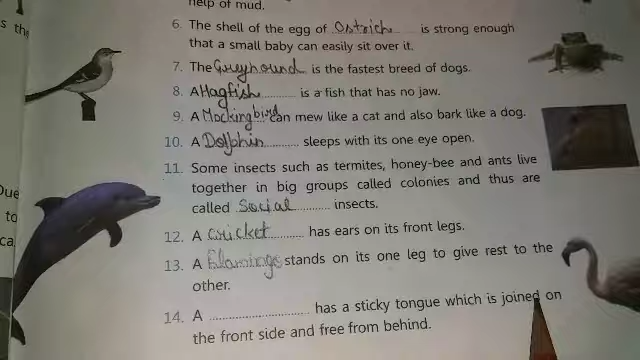 help of mud.
6. The shell of the egg of Ostrich is strong enough
that a small baby can easily sit over it.
7. The Greyhound is the fastest breed of dogs.
8. A Hagfish is a fish that has no jaw.
9. A Mockingbird can mew like a cat and also bark like a dog.
10. A Dolphin sleeps with its one eye open.
11. Some insects such as termites, honey-bee and ants live
together in big groups called colonies and thus are
called Social insects.
12. A cricket has ears on its front legs.
13. A flamingo stands on its one leg to give rest to the
other.
14. A .............................. has a sticky tongue which is joined on
the front side and free from behind.